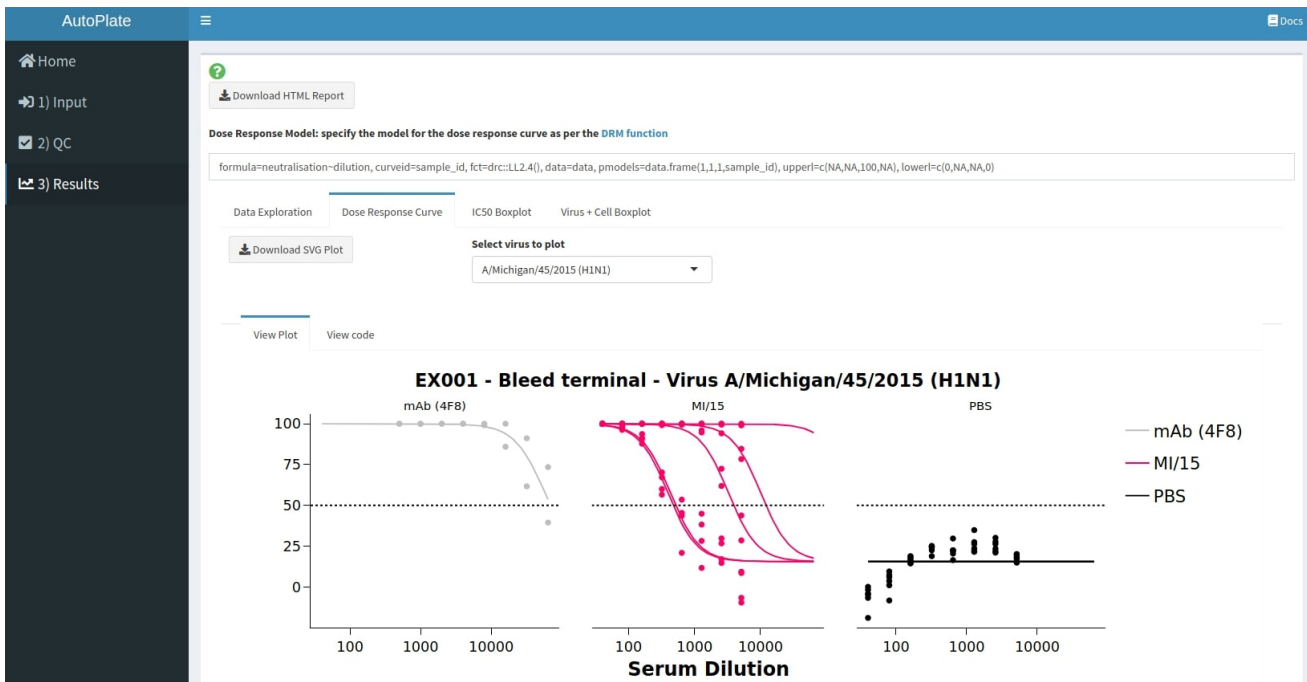 AutoPlate
Docs
Home
1) Input
2) QC
3) Results
Download HTML Report
Dose Response Model: specify the model for the dose response curve as per the DRM function
formula=neutralisation~dilution, curveid=sample_id, fct=drc::LL2.4(), data=data, pmodels=data.frame(1,1,1,sample_id), upperl=c(NA,NA,100,NA), lowerl=c(0,NA,NA,0)
Data Exploration Dose Response Curve IC50 Boxplot Virus + Cell Boxplot
Download SVG Plot
Select virus to plot
A/Michigan/45/2015 (H1N1)
View Plot View code
EX001 - Bleed terminal - Virus A/Michigan/45/2015 (H1N1)
mAb (4F8) MI/15 PBS
100
75
50
25
0
mAb (4F8)
MI/15
PBS
100 1000 10000 100 1000 10000 100 1000 10000
Serum Dilution